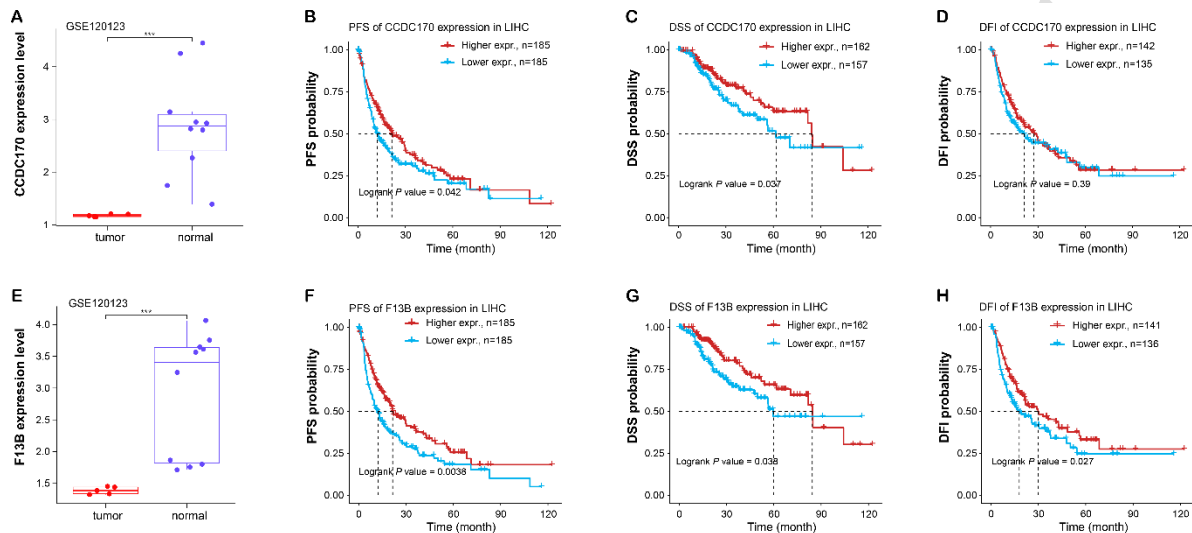 A
GSE120123
***
CCDC170 expression level
4
3
2
1
tumor
normal
B
PFS of CCDC170 expression in LIHC
Higher expr., n=185
Lower expr., n=185
PFS probability
1.00
0.75
0.50
0.25
0.00
Logrank P value = 0.042
0
30
60
90
120
Time (month)
C
DSS of CCDC170 expression in LIHC
Higher expr., n=162
Lower expr., n=157
DSS probability
1.00
0.75
0.50
0.25
0.00
Logrank P value = 0.037
0
30
60
90
120
Time (month)
D
DFI of CCDC170 expression in LIHC
Higher expr., n=142
Lower expr., n=135
DFI probability
1.00
0.75
0.50
0.25
0.00
Logrank P value = 0.39
0
30
60
90
120
Time (month)
E
GSE120123
***
F13B expression level
4.0
3.5
3.0
2.5
2.0
1.5
tumor
normal
F
PFS of F13B expression in LIHC
Higher expr., n=185
Lower expr., n=185
PFS probability
1.00
0.75
0.50
0.25
0.00
Logrank P value = 0.0036
0
30
60
90
120
Time (month)
G
DSS of F13B expression in LIHC
Higher expr., n=162
Lower expr., n=157
DSS probability
1.00
0.75
0.50
0.25
0.00
Logrank P value = 0.038
0
30
60
90
120
Time (month)
H
DFI of F13B expression in LIHC
Higher expr., n=141
Lower expr., n=136
DFI probability
1.00
0.75
0.50
0.25
0.00
Logrank P value = 0.027
0
30
60
90
120
Time (month)